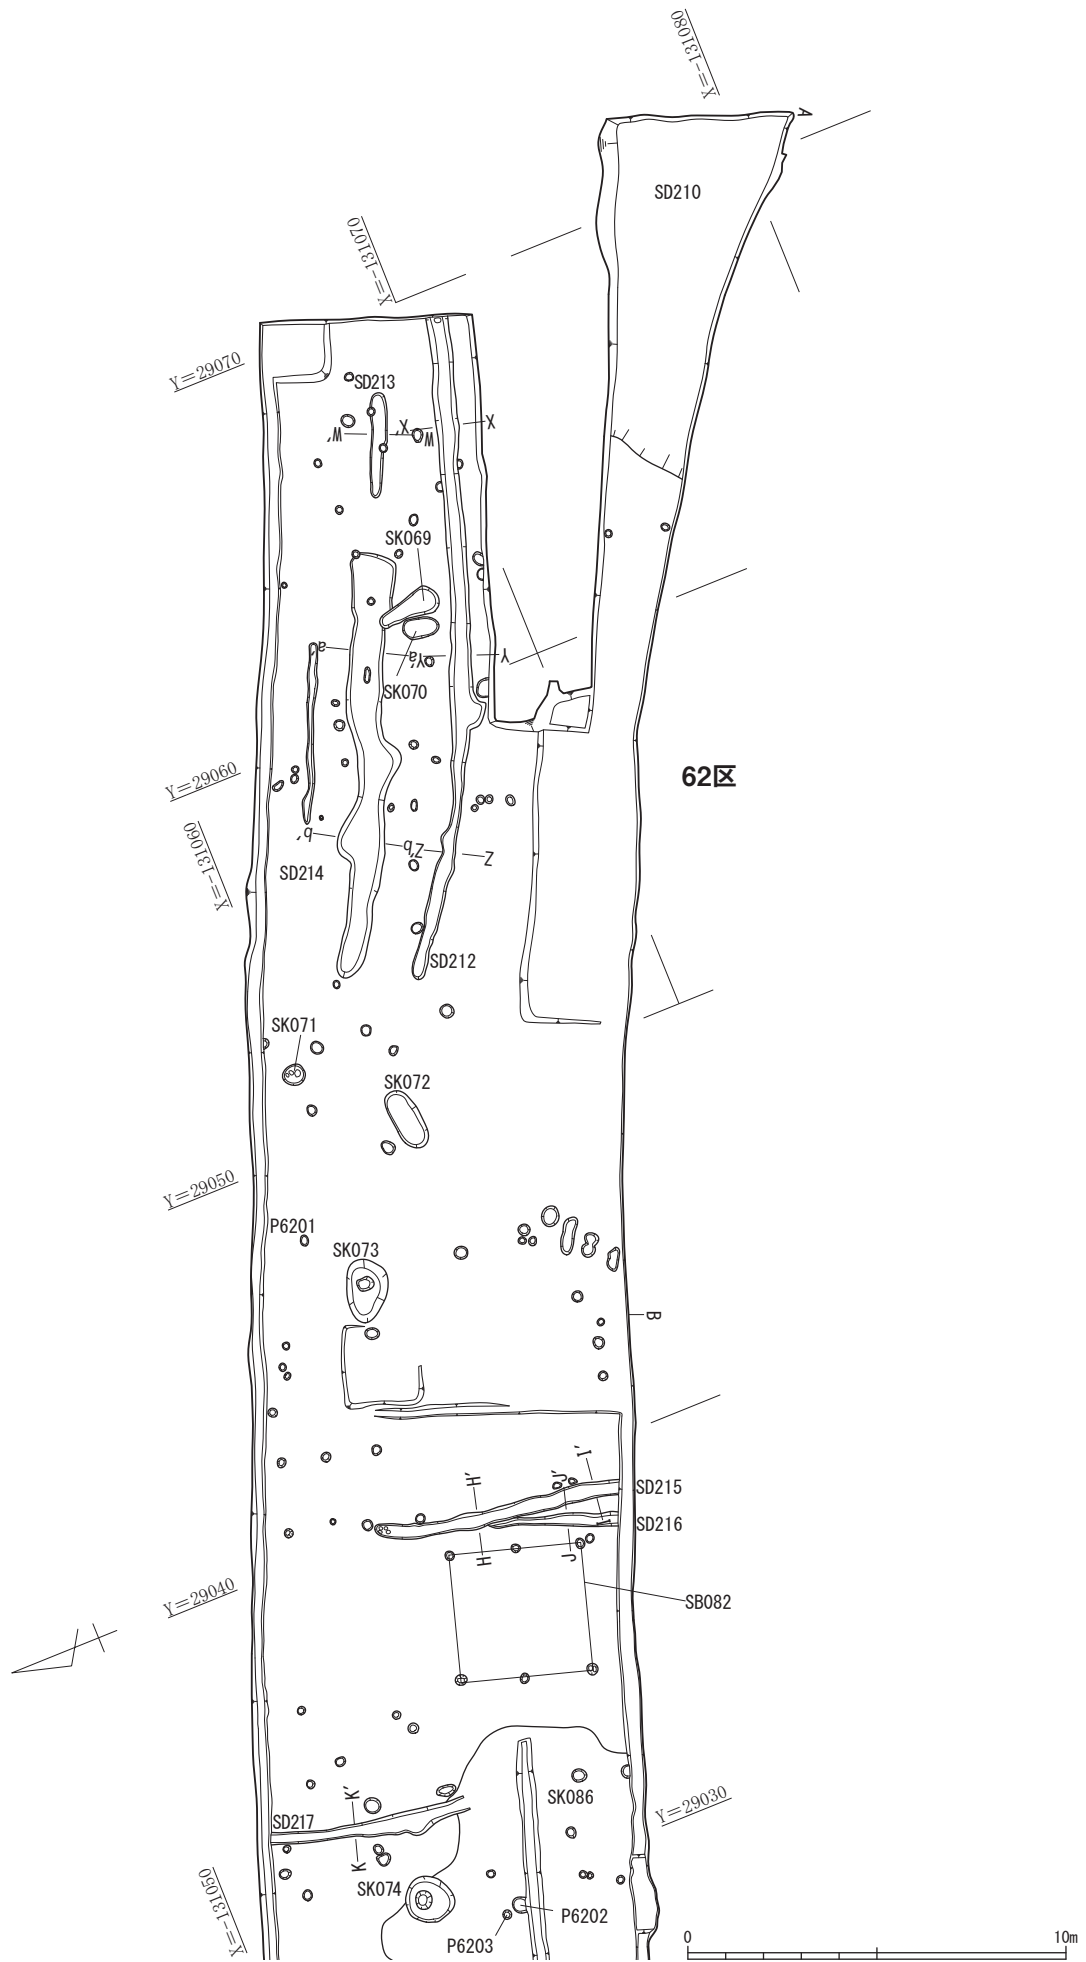 X=-131080
A
SD210
X=-131070
Y=29070
SD213
W'
X'
W
X
SK069
a
Y'
a'
Y
SK070
Y=29060
62区
X=-131060
b'
b
Z'
Z
SD214
SD212
SK071
SK072
Y=29050
P6201
SK073
B
I'
H'
J'
SD215
SD216
I
H
J
SB082
Y=29040
K'
SK086
Y=29030
SD217
K
SK074
X=-131050
P6202
P6203
0
10m